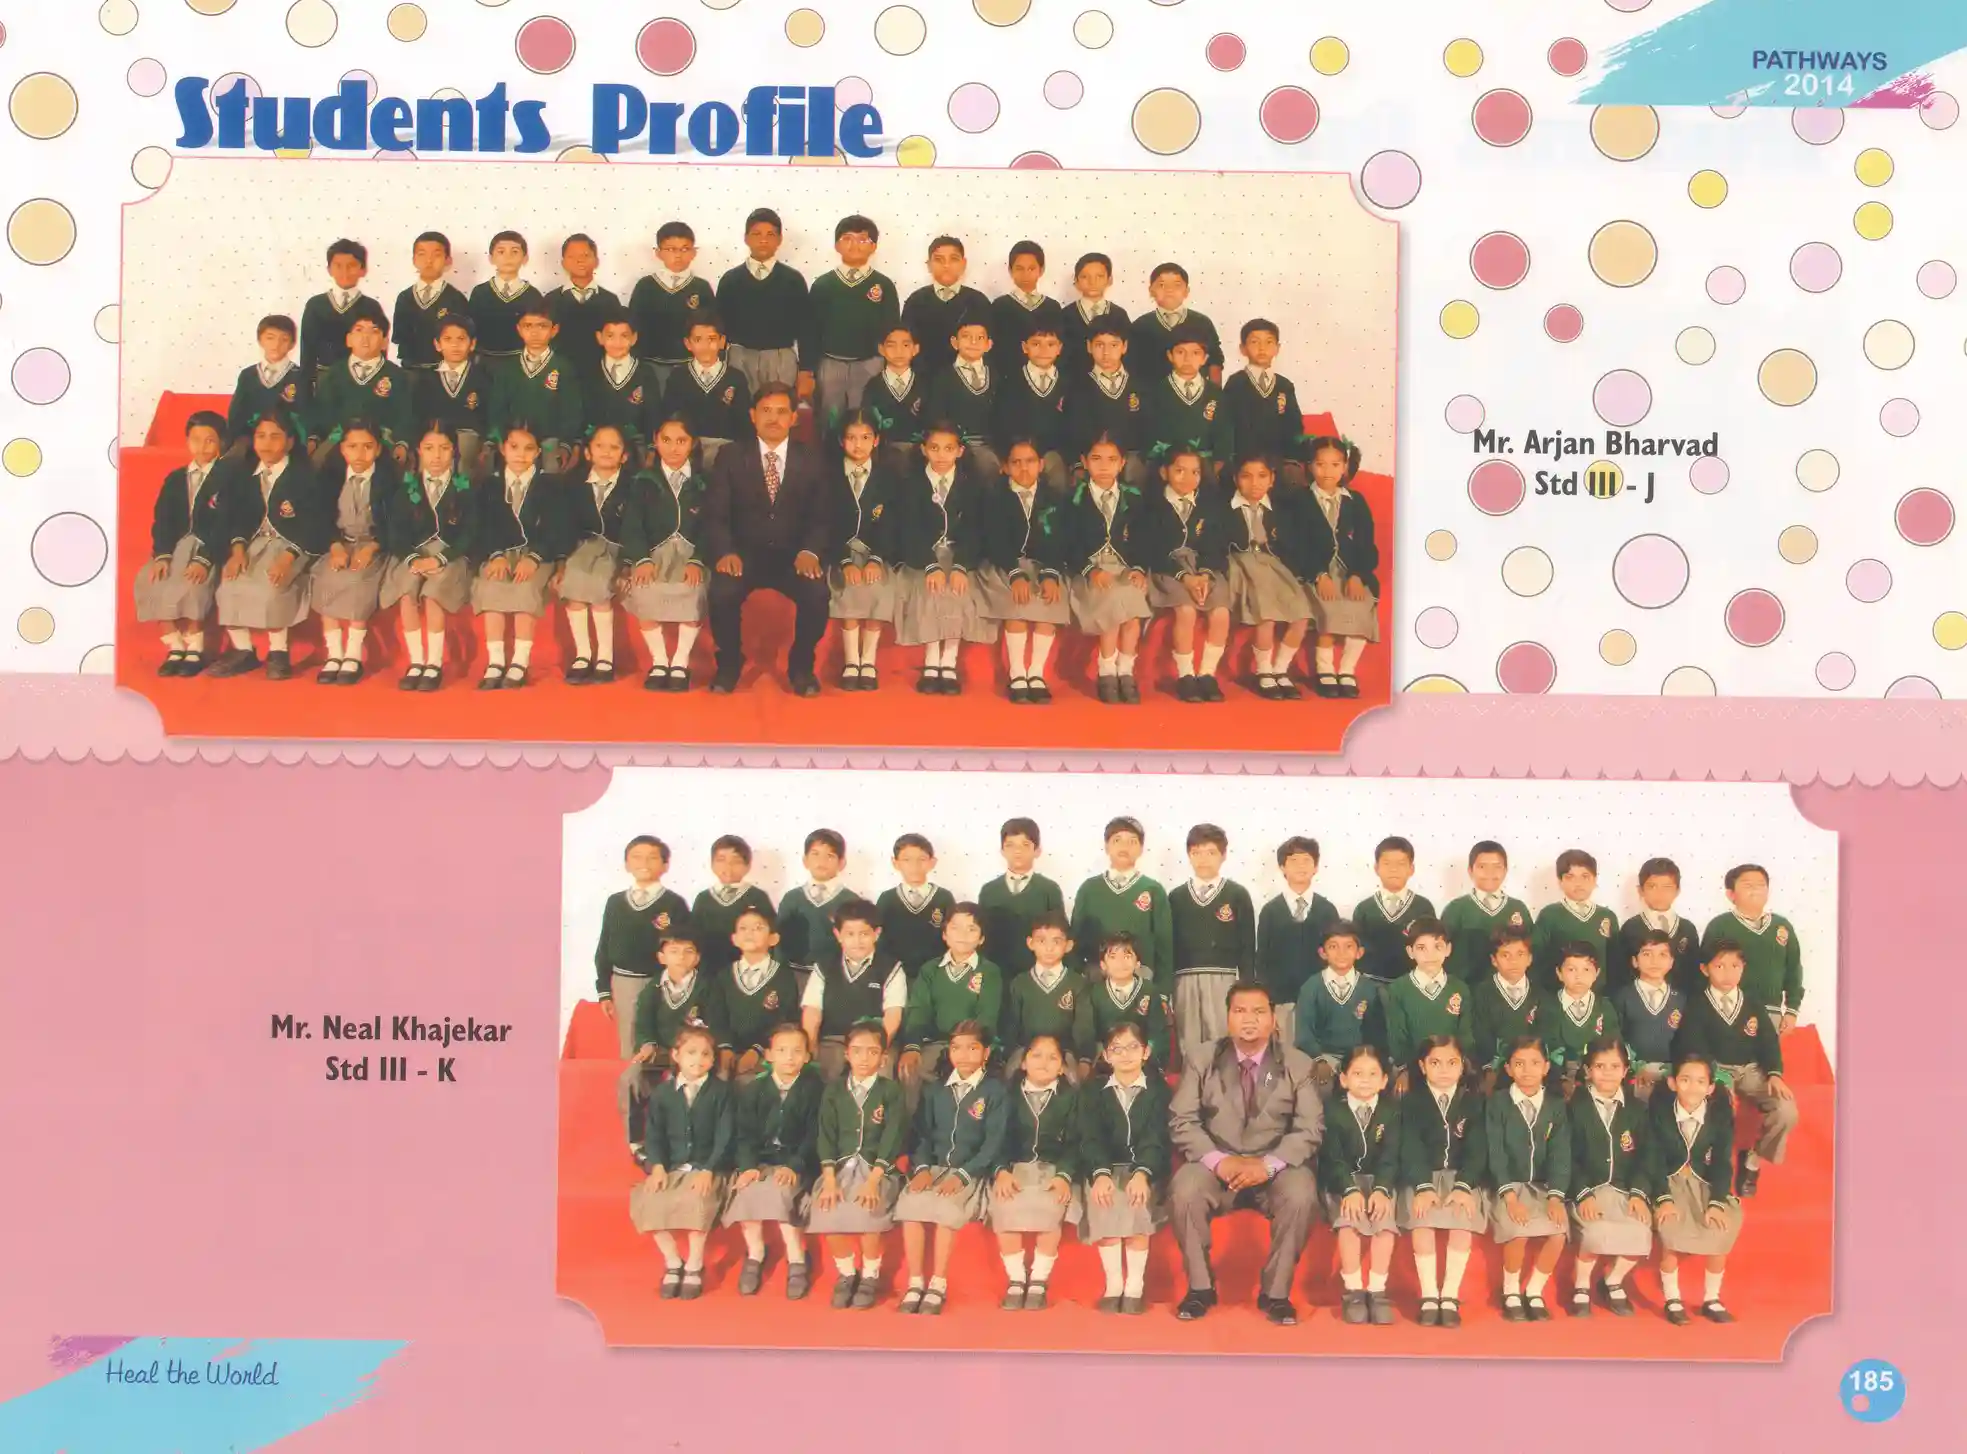 PATHWAYS
2014
Students Profile
Mr. Arjan Bharvad
Std III - J
Mr. Neal Khajekar
Std III - K
Heal the World
185